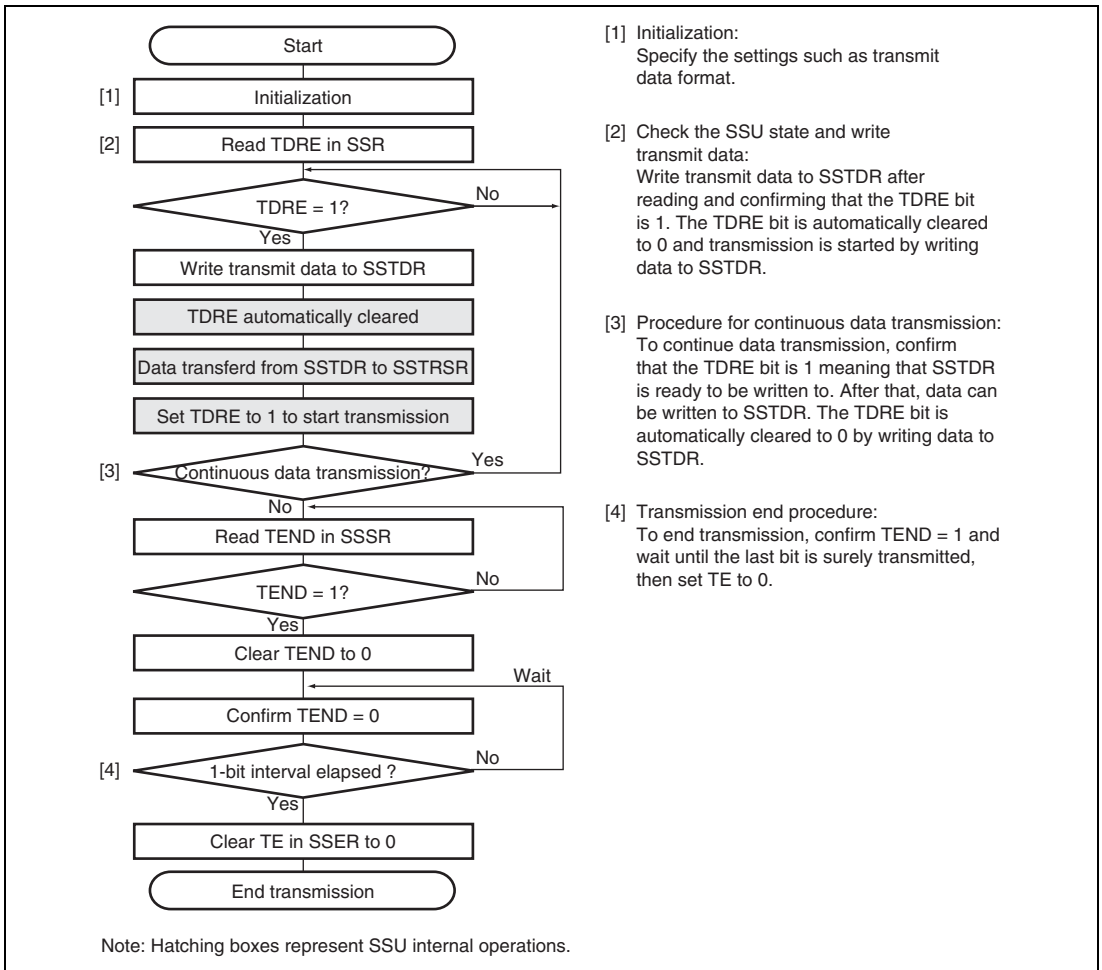 Start
[1] Initialization
[2] Read TDRE in SSR
TDRE = 1?
No
Yes
Write transmit data to SSTDR
TDRE automatically cleared
Data transferd from SSTDR to SSTRSR
Set TDRE to 1 to start transmission
[3] Continuous data transmission?
Yes
No
Read TEND in SSSR
TEND = 1?
No
Yes
Clear TEND to 0
Wait
Confirm TEND = 0
[4] 1-bit interval elapsed ?
No
Yes
Clear TE in SSER to 0
End transmission
[1] Initialization:
Specify the settings such as transmit
data format.
[2] Check the SSU state and write
transmit data:
Write transmit data to SSTDR after
reading and confirming that the TDRE bit
is 1. The TDRE bit is automatically cleared
to 0 and transmission is started by writing
data to SSTDR.
[3] Procedure for continuous data transmission:
To continue data transmission, confirm
that the TDRE bit is 1 meaning that SSTDR
is ready to be written to. After that, data can
be written to SSTDR. The TDRE bit is
automatically cleared to 0 by writing data to
SSTDR.
[4] Transmission end procedure:
To end transmission, confirm TEND = 1 and
wait until the last bit is surely transmitted,
then set TE to 0.
Note: Hatching boxes represent SSU internal operations.